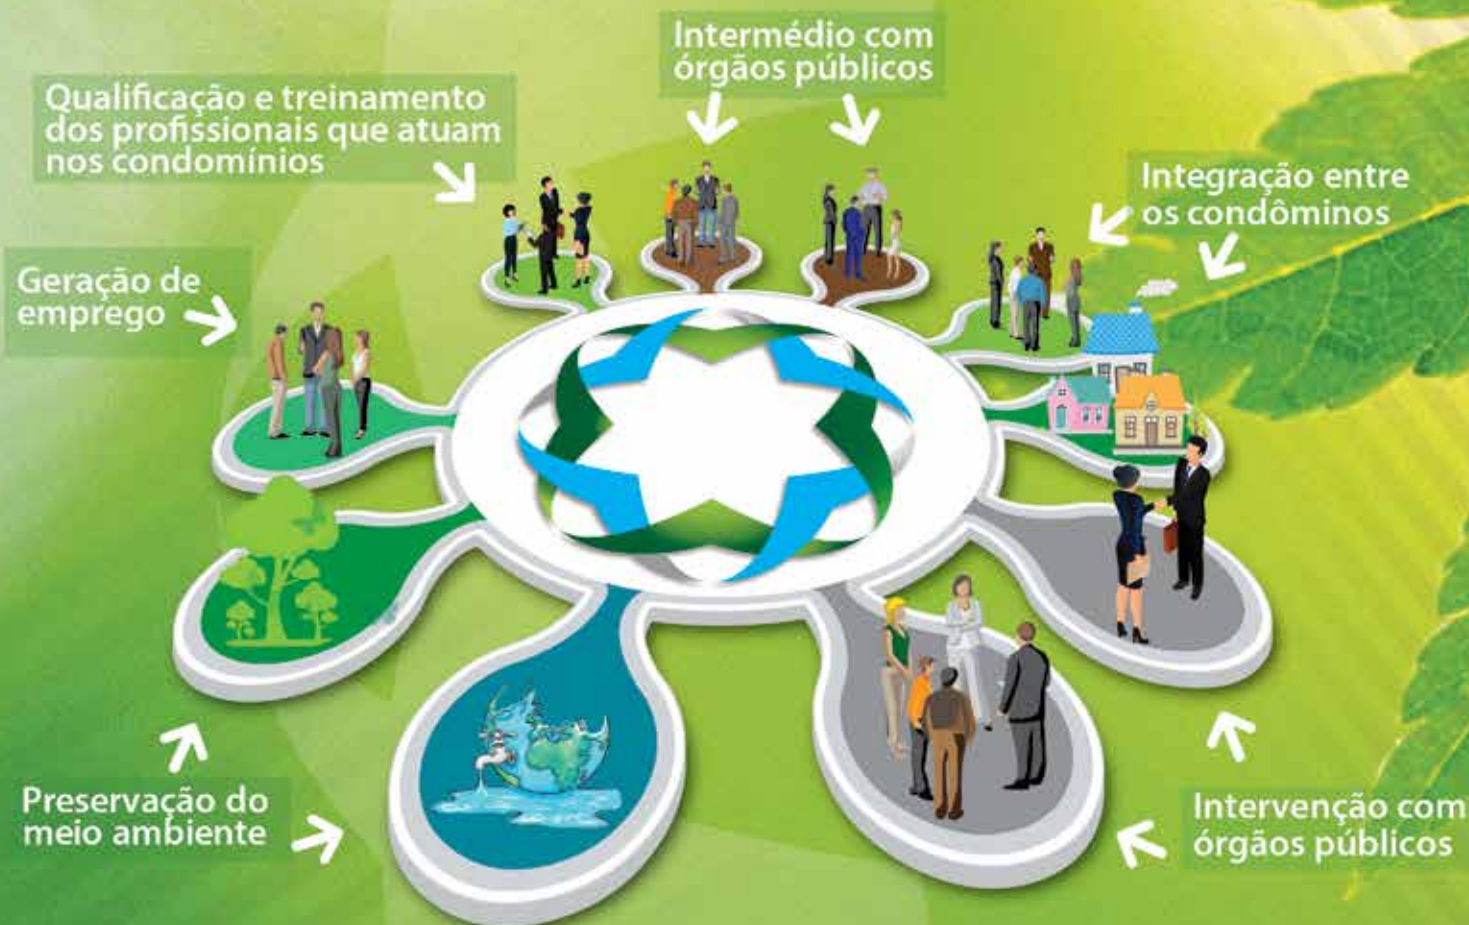 Intermédio com
órgãos públicos
Qualificação e treinamento
dos profissionais que atuam
nos condomínios
Integração entre
os condôminos
Geração de
emprego
Preservação do
meio ambiente
Intervenção com
órgãos públicos